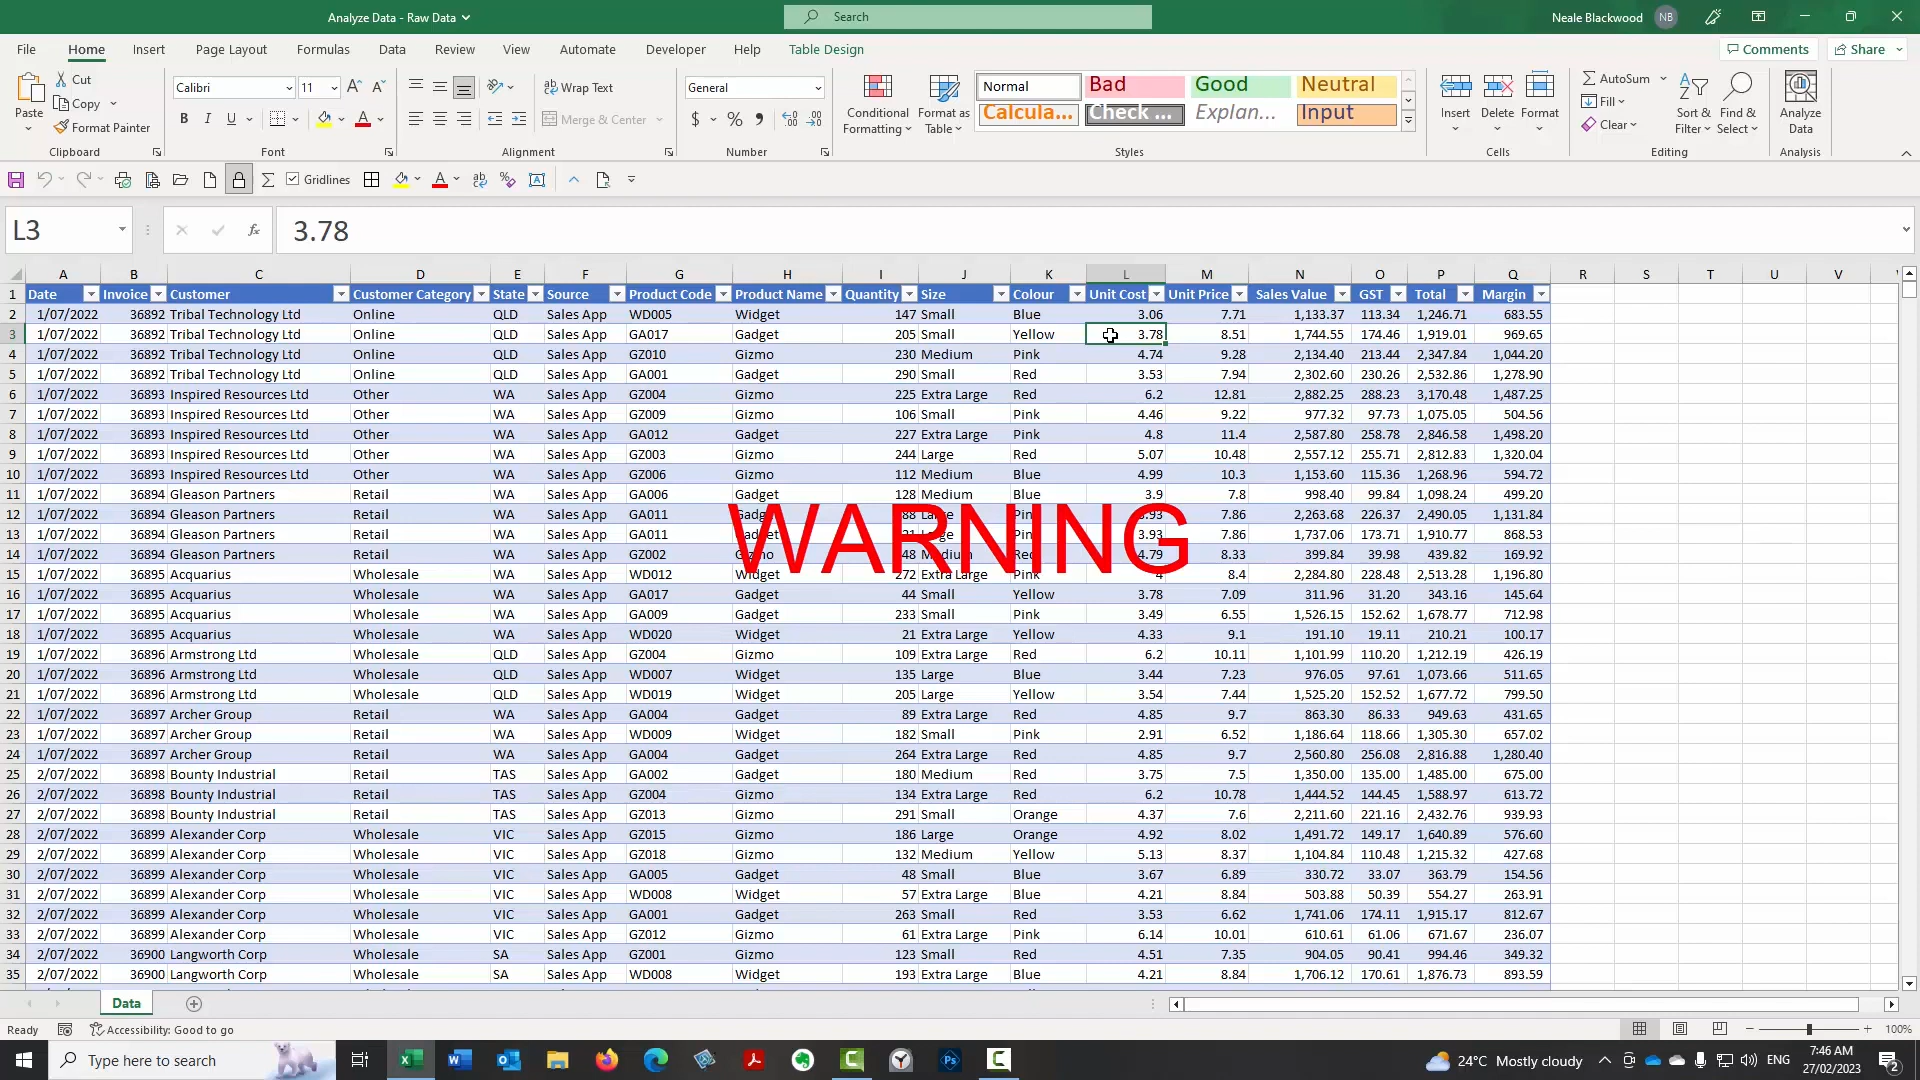 Analyze Data - Raw Data
Search
Neale Blackwood NB
File Home Insert Page Layout Formulas Data Review View Automate Developer Help Table Design Comments Share
Paste
Cut
Copy
Format Painter
Clipboard
Calibri 11
B I U
Font
Wrap Text
Merge & Center
Alignment
General
$ % 9
Number
Conditional Formatting
Format as Table
Normal Bad Good Neutral
Calcula... Check ... Explan... Input
Styles
Insert Delete Format
Cells
AutoSum
Fill
Clear
Sort & Filter
Find & Select
Editing
Analyze Data
Analysis
Gridlines
L3 fx 3.78
A B C D E F G H I J K L M N O P Q R S T U V
1 Date Invoice Customer Customer Category State Source Product Code Product Name Quantity Size Colour Unit Cost Unit Price Sales Value GST Total Margin
2 1/07/2022 36892 Tribal Technology Ltd Online QLD Sales App WD005 Widget 147 Small Blue 3.06 7.71 1,133.37 113.34 1,246.71 683.55
3 1/07/2022 36892 Tribal Technology Ltd Online QLD Sales App GA017 Gadget 205 Small Yellow 3.78 8.51 1,744.55 174.46 1,919.01 969.65
4 1/07/2022 36892 Tribal Technology Ltd Online QLD Sales App GZ010 Gizmo 230 Medium Pink 4.74 9.28 2,134.40 213.44 2,347.84 1,044.20
5 1/07/2022 36892 Tribal Technology Ltd Online QLD Sales App GA001 Gadget 290 Small Red 3.53 7.94 2,302.60 230.26 2,532.86 1,278.90
6 1/07/2022 36893 Inspired Resources Ltd Other WA Sales App GZ004 Gizmo 225 Extra Large Red 6.2 12.81 2,882.25 288.23 3,170.48 1,487.25
7 1/07/2022 36893 Inspired Resources Ltd Other WA Sales App GZ009 Gizmo 106 Small Pink 4.46 9.22 977.32 97.73 1,075.05 504.56
8 1/07/2022 36893 Inspired Resources Ltd Other WA Sales App GA012 Gadget 227 Extra Large Pink 4.8 11.4 2,587.80 258.78 2,846.58 1,498.20
9 1/07/2022 36893 Inspired Resources Ltd Other WA Sales App GZ003 Gizmo 244 Large Red 5.07 10.48 2,557.12 255.71 2,812.83 1,320.04
10 1/07/2022 36893 Inspired Resources Ltd Other WA Sales App GZ006 Gizmo 112 Medium Blue 4.99 10.3 1,153.60 115.36 1,268.96 594.72
11 1/07/2022 36894 Gleason Partners Retail WA Sales App GA006 Gadget 128 Medium Blue 3.9 7.8 998.40 99.84 1,098.24 499.20
12 1/07/2022 36894 Gleason Partners Retail WA Sales App GA011 7.86 2,263.68 226.37 2,490.05 1,131.84
WARNING
13 1/07/2022 36894 Gleason Partners Retail WA Sales App GA011 3.93 7.86 1,737.06 173.71 1,910.77 868.53
14 1/07/2022 36894 Gleason Partners Retail WA Sales App GZ002 4.79 8.33 399.84 39.98 439.82 169.92
15 1/07/2022 36895 Acquarius Wholesale WA Sales App WD012 Widget 272 Extra Large Pink 4 8.4 2,284.80 228.48 2,513.28 1,196.80
16 1/07/2022 36895 Acquarius Wholesale WA Sales App GA017 Gadget 44 Small Yellow 3.78 7.09 311.96 31.20 343.16 145.64
17 1/07/2022 36895 Acquarius Wholesale WA Sales App GA009 Gadget 233 Small Pink 3.49 6.55 1,526.15 152.62 1,678.77 712.98
18 1/07/2022 36895 Acquarius Wholesale WA Sales App WD020 Widget 21 Extra Large Yellow 4.33 9.1 191.10 19.11 210.21 100.17
19 1/07/2022 36896 Armstrong Ltd Wholesale QLD Sales App GZ004 Gizmo 109 Extra Large Red 6.2 10.11 1,101.99 110.20 1,212.19 426.19
20 1/07/2022 36896 Armstrong Ltd Wholesale QLD Sales App WD007 Widget 135 Large Blue 3.44 7.23 976.05 97.61 1,073.66 511.65
21 1/07/2022 36896 Armstrong Ltd Wholesale QLD Sales App WD019 Widget 205 Large Yellow 3.54 7.44 1,525.20 152.52 1,677.72 799.50
22 1/07/2022 36897 Archer Group Retail WA Sales App GA004 Gadget 89 Extra Large Red 4.85 9.7 863.30 86.33 949.63 431.65
23 1/07/2022 36897 Archer Group Retail WA Sales App WD009 Widget 182 Small Pink 2.91 6.52 1,186.64 118.66 1,305.30 657.02
24 1/07/2022 36897 Archer Group Retail WA Sales App GA004 Gadget 264 Extra Large Red 4.85 9.7 2,560.80 256.08 2,816.88 1,280.40
25 2/07/2022 36898 Bounty Industrial Retail TAS Sales App GA002 Gadget 180 Medium Red 3.75 7.5 1,350.00 135.00 1,485.00 675.00
26 2/07/2022 36898 Bounty Industrial Retail TAS Sales App GZ004 Gizmo 134 Extra Large Red 6.2 10.78 1,444.52 144.45 1,588.97 613.72
27 2/07/2022 36898 Bounty Industrial Retail TAS Sales App GZ013 Gizmo 291 Small Orange 4.37 7.6 2,211.60 221.16 2,432.76 939.93
28 2/07/2022 36899 Alexander Corp Wholesale VIC Sales App GZ015 Gizmo 186 Large Orange 4.92 8.02 1,491.72 149.17 1,640.89 576.60
29 2/07/2022 36899 Alexander Corp Wholesale VIC Sales App GZ018 Gizmo 132 Medium Yellow 5.13 8.37 1,104.84 110.48 1,215.32 427.68
30 2/07/2022 36899 Alexander Corp Wholesale VIC Sales App GA005 Gadget 48 Small Blue 3.67 6.89 330.72 33.07 363.79 154.56
31 2/07/2022 36899 Alexander Corp Wholesale VIC Sales App WD008 Widget 57 Extra Large Blue 4.21 8.84 503.88 50.39 554.27 263.91
32 2/07/2022 36899 Alexander Corp Wholesale VIC Sales App GA001 Gadget 263 Small Red 3.53 6.62 1,741.06 174.11 1,915.17 812.67
33 2/07/2022 36899 Alexander Corp Wholesale VIC Sales App GZ012 Gizmo 61 Extra Large Pink 6.14 10.01 610.61 61.06 671.67 236.07
34 2/07/2022 36900 Langworth Corp Wholesale SA Sales App GZ001 Gizmo 123 Small Red 4.51 7.35 904.05 90.41 994.46 349.32
35 2/07/2022 36900 Langworth Corp Wholesale SA Sales App WD008 Widget 193 Extra Large Blue 4.21 8.84 1,706.12 170.61 1,876.73 893.59
Data
Ready Accessibility: Good to go 100%
Type here to search
24°C Mostly cloudy ENG 7:46 AM
27/02/2023 2